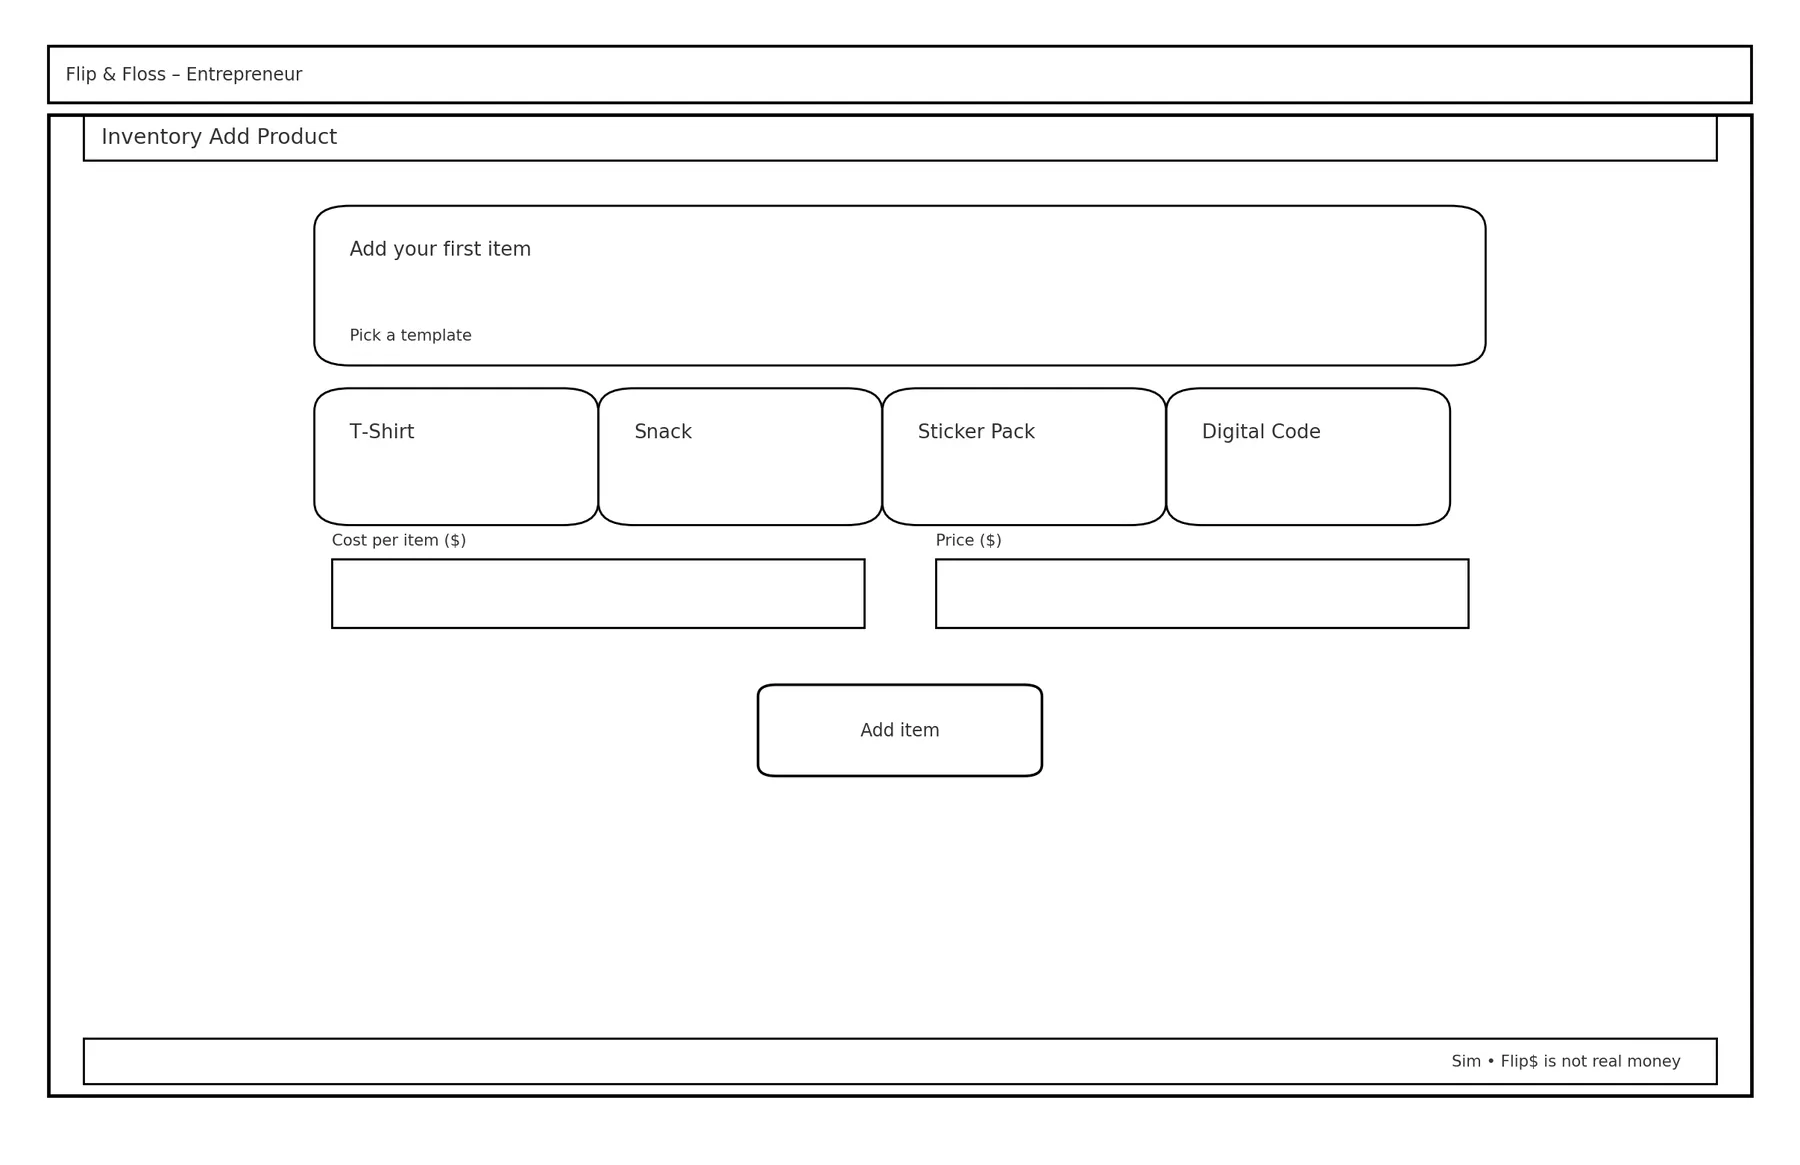 Flip & Floss – Entrepreneur
Inventory Add Product
Add your first item
Pick a template
T-Shirt
Snack
Sticker Pack
Digital Code
Cost per item ($)
Price ($)
Add item
Sim • Flip$ is not real money